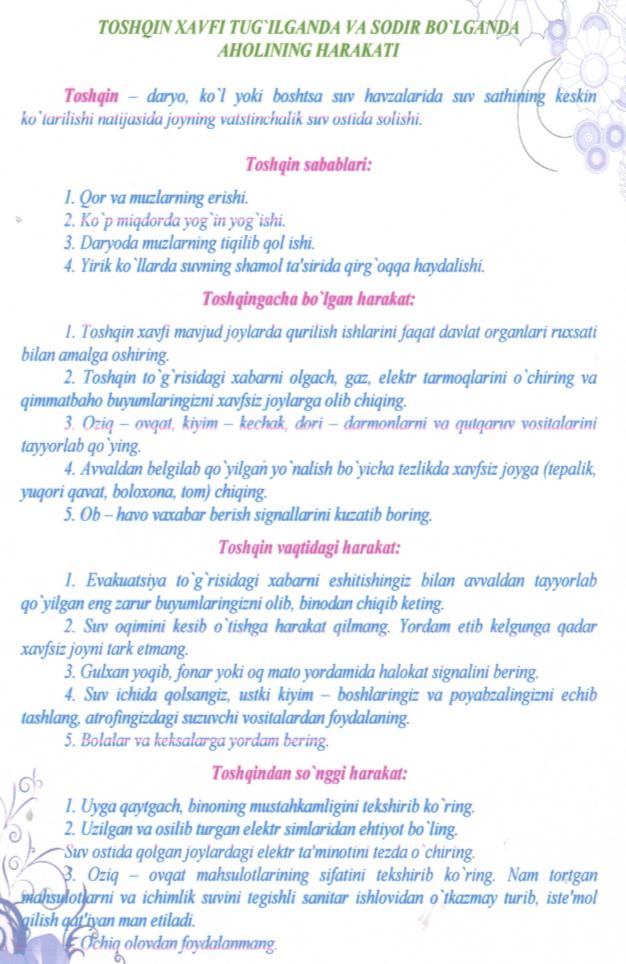 TOSHQIN XAVFI TUG`ILGANDA VA SODIR BO`LGANDA
AHOLINING HARAKATI
Toshqin – daryo, ko`l yoki boshtsa suv havzalarida suv sathining keskin
ko`tarilishi natijasida joyning vatstinchalik suv ostida solishi.
Toshqin sabablari:
1. Qor va muzlarning erishi.
2. Ko`p miqdorda yog`in yog`ishi.
3. Daryoda muzlarning tiqilib qol ishi.
4. Yirik ko`llarda suvning shamol ta'sirida qirg`oqqa haydalishi.
Toshqingacha bo`lgan harakat:
1. Toshqin xavfi mavjud joylarda qurilish ishlarini faqat davlat organlari ruxsati
bilan amalga oshiring.
2. Toshqin to`g`risidagi xabarni olgach, gaz, elektr tarmoqlarini o`chiring va
qimmatbaho buyumlaringizni xavfsiz joylarga olib chiqing.
3. Oziq – ovqat, kiyim – kechak, dori – darmonlarni va qutqaruv vositalarini
tayyorlab qo`ying.
4. Avvaldan belgilab qo`yilgan yo`nalish bo`yicha tezlikda xavfsiz joyga (tepalik,
yuqori qavat, boloxona, tom) chiqing.
5. Ob – havo vaxabar berish signallarini kuzatib boring.
Toshqin vaqtidagi harakat:
1. Evakuatsiya to`g`risidagi xabarni eshitishingiz bilan avvaldan tayyorlab
qo`yilgan eng zarur buyumlaringizni olib, binodan chiqib keting.
2. Suv oqimini kesib o`tishga harakat qilmang. Yordam etib kelgunga qadar
xavfsiz joyni tark etmang.
3. Gulxan yoqib, fonar yoki oq mato yordamida halokat signalini bering.
4. Suv ichida qolsangiz, ustki kiyim – boshlaringiz va poyabzalingizni echib
tashlang, atrofingizdagi suzuvchi vositalardan foydalaning.
5. Bolalar va keksalarga yordam bering.
Toshqindan so`nggi harakat:
1. Uyga qaytgach, binoning mustahkamligini tekshirib ko`ring.
2. Uzilgan va osilib turgan elektr simlaridan ehtiyot bo`ling.
Suv ostida qolgan joylardagi elektr ta'minotini tezda o`chiring.
3. Oziq – ovqat mahsulotlarining sifatini tekshirib ko`ring. Nam tortgan
mahsulotlarni va ichimlik suvini tegishli sanitar ishlovidan o`tkazmay turib, iste'mol
qilish qat'iyan man etiladi.
Ochiq olovdan foydalanmang.